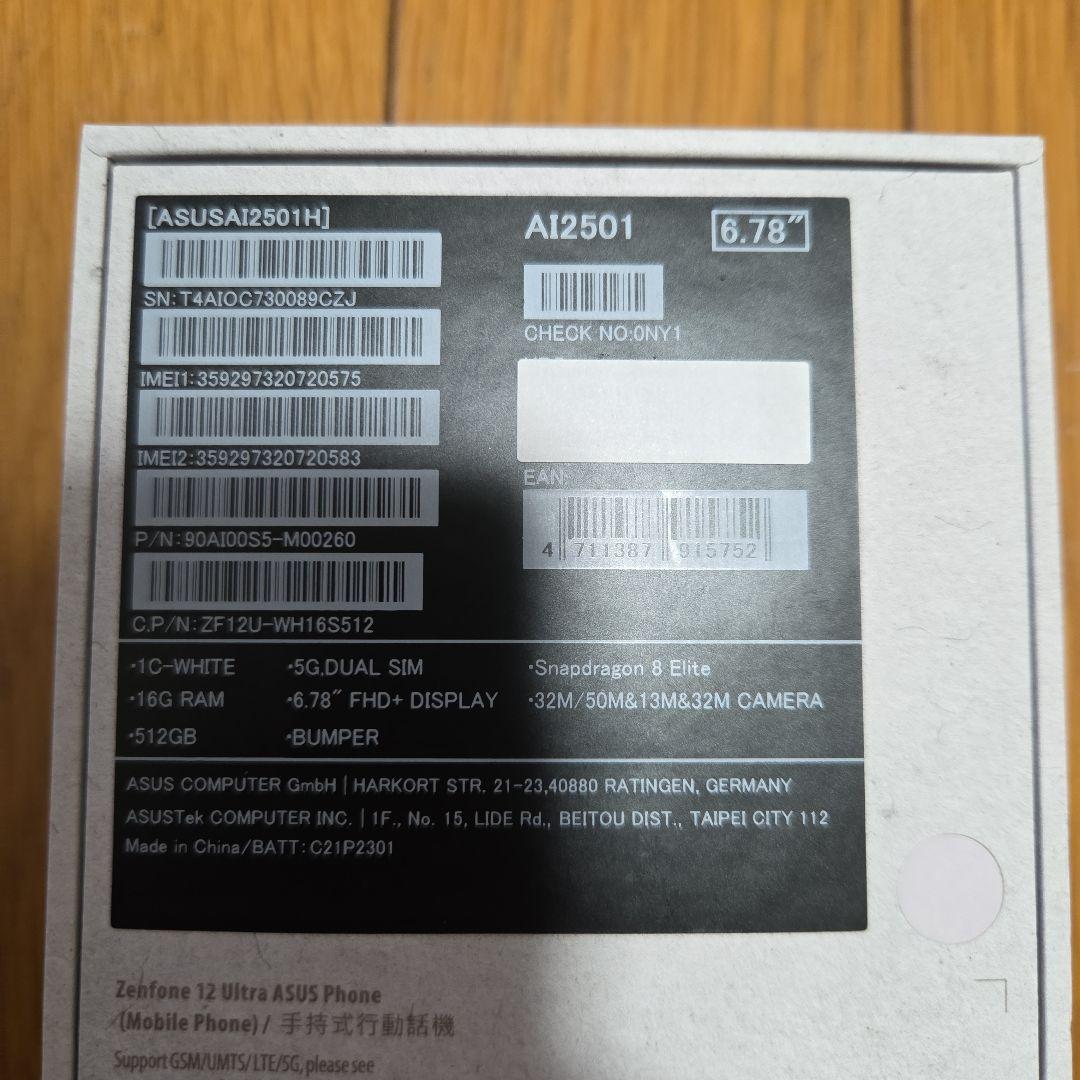 [ASUSAI2501H]
SN:T4AIOC730089CZJ
IMEI1:359297320720575
IMEI2:359297320720583
P/N:90AI00S5-M00260
C.P/N:ZF12U-WH16S512
AI2501
6.78″
CHECK NO:0NY1
EAN:
4 711387 915752
·1C-WHITE ·5G,DUAL SIM ·Snapdragon 8 Elite
·16G RAM ·6.78″ FHD+ DISPLAY ·32M/50M&13M&32M CAMERA
·512GB ·BUMPER
ASUS COMPUTER GmbH | HARKORT STR. 21-23,40880 RATINGEN, GERMANY
ASUSTek COMPUTER INC. | 1F., No. 15, LIDE Rd., BEITOU DIST., TAIPEI CITY 112
Made in China/BATT: C21P2301
Zenfone 12 Ultra ASUS Phone
(Mobile Phone) / 手持式行動話機
Support GSM/UMTS/LTE/5G, please see